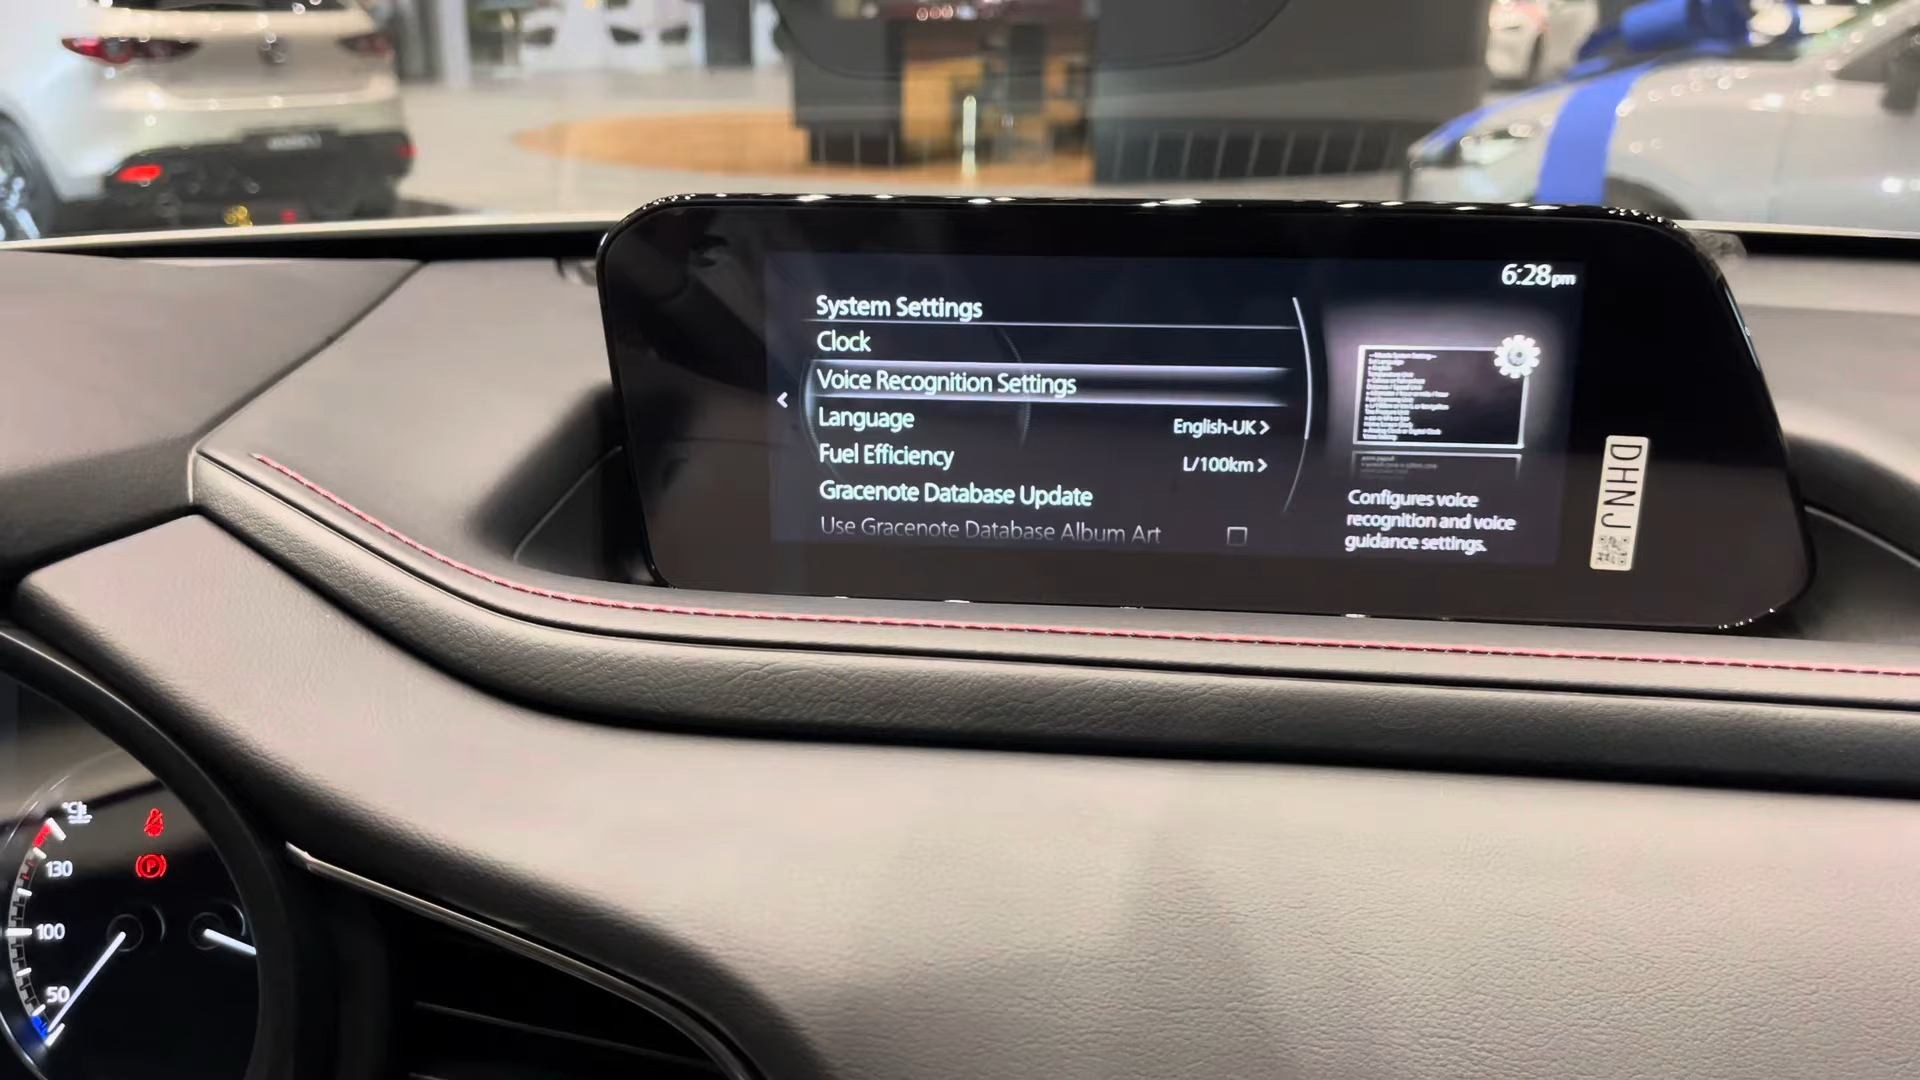 6:28pm
System Settings
Clock
Voice Recognition Settings
Language English-UK >
Fuel Efficiency L/100km >
Gracenote Database Update
Use Gracenote Database Album Art
Configures voice
recognition and voice
guidance settings.
DHNJ
°C
130
100
50
P